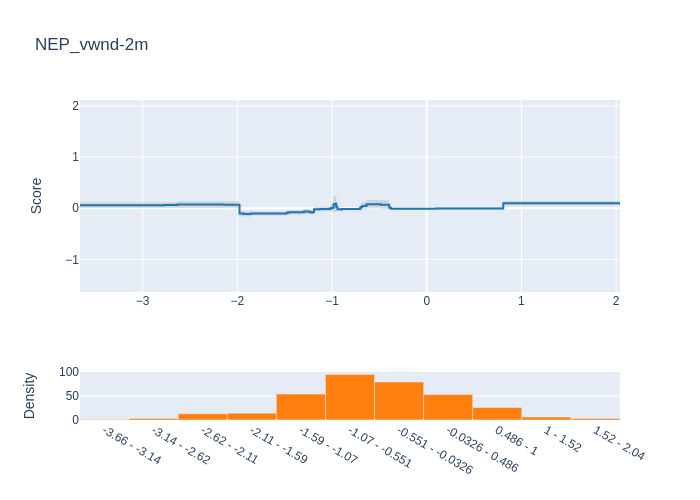 NEP_vwnd-2m
Score
2
1
0
−1
−3
−2
−1
0
1
2
Density
100
50
0
-3.66 - -3.14
-3.14 - -2.62
-2.62 - -2.11
-2.11 - -1.59
-1.59 - -1.07
-1.07 - -0.551
-0.551 - -0.0326
-0.0326 - 0.486
0.486 - 1
1 - 1.52
1.52 - 2.04